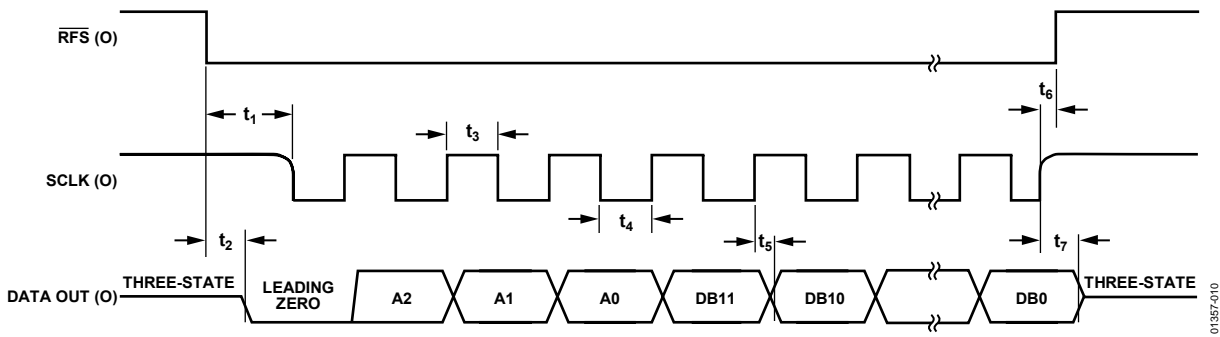 RFS (O)
t6
t1
t3
SCLK (O)
t4
t2
t5
t7
THREE-STATE
LEADING
ZERO
A2
A1
A0
DB11
DB10
DB0
THREE-STATE
DATA OUT (O)
01357-010